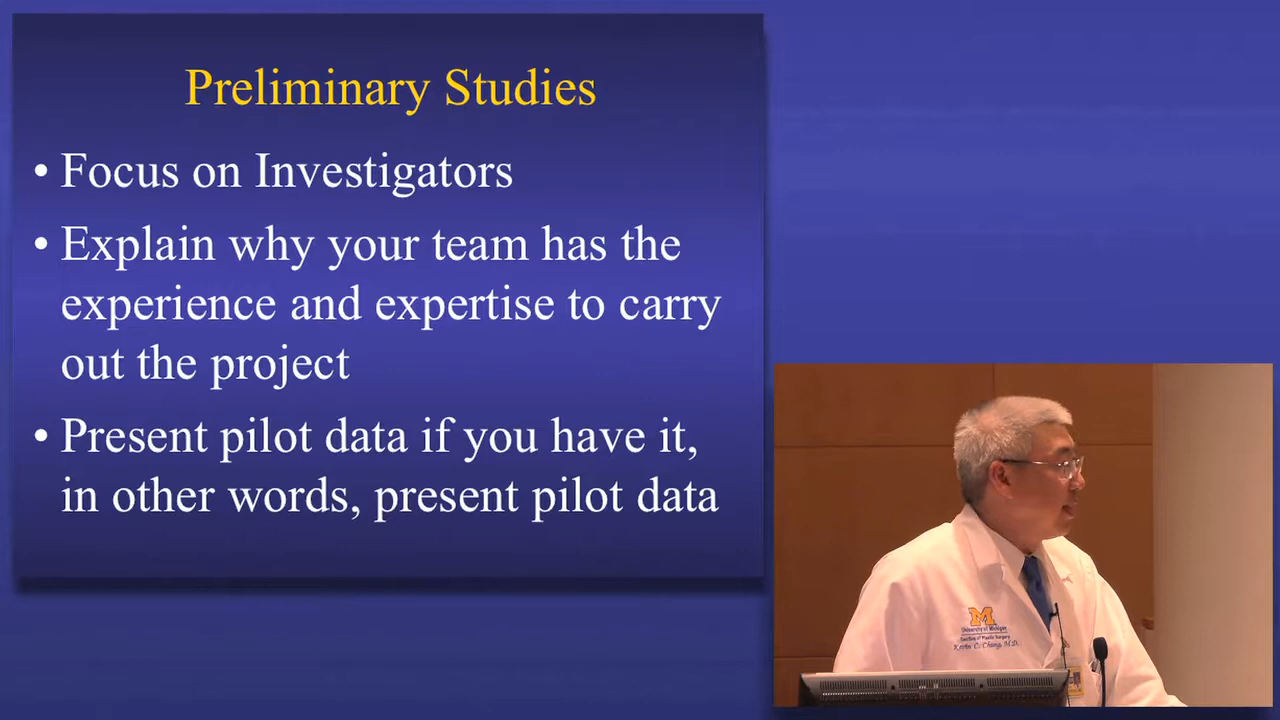 Preliminary Studies
• Focus on Investigators
• Explain why your team has the
experience and expertise to carry
out the project
• Present pilot data if you have it,
in other words, present pilot data
M
University of Michigan
Section of Plastic Surgery
Kevin C. Chung, M.D.